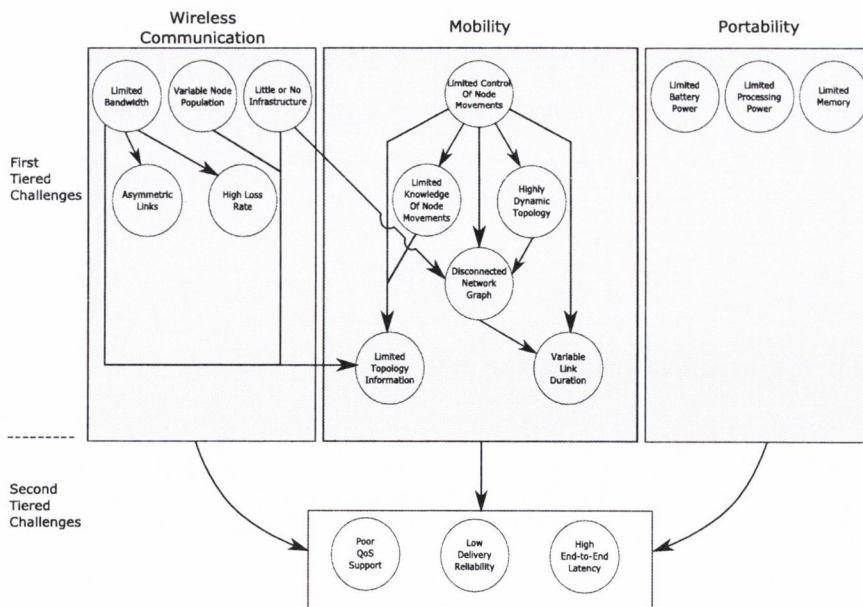 Wireless
Communication
Mobility
Portability
First
Tiered
Challenges
Limited
Bandwidth
Variable Node
Population
Little or No
Infrastructure
Asymmetric
Links
High Loss
Rate
Limited Control
Of Node
Movements
Limited
Knowledge
Of Node
Movements
Highly
Dynamic
Topology
Disconnected
Network
Graph
Limited
Topology
Information
Variable
Link
Duration
Limited
Battery
Power
Limited
Processing
Power
Limited
Memory
Second
Tiered
Challenges
Poor
QoS
Support
Low
Delivery
Reliability
High
End-to-End
Latency